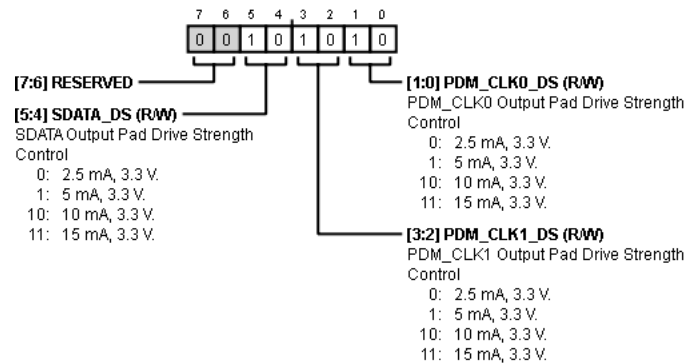 7 6 5 4 3 2 1 0
0 0 1 0 1 0 1 0
[7:6] RESERVED
[5:4] SDATA_DS (R/W)
SDATA Output Pad Drive Strength
Control
0: 2.5 mA, 3.3 V.
1: 5 mA, 3.3 V.
10: 10 mA, 3.3 V.
11: 15 mA, 3.3 V.
[1:0] PDM_CLK0_DS (R/W)
PDM_CLK0 Output Pad Drive Strength
Control
0: 2.5 mA, 3.3 V.
1: 5 mA, 3.3 V.
10: 10 mA, 3.3 V.
11: 15 mA, 3.3 V.
[3:2] PDM_CLK1_DS (R/W)
PDM_CLK1 Output Pad Drive Strength
Control
0: 2.5 mA, 3.3 V.
1: 5 mA, 3.3 V.
10: 10 mA, 3.3 V.
11: 15 mA, 3.3 V.